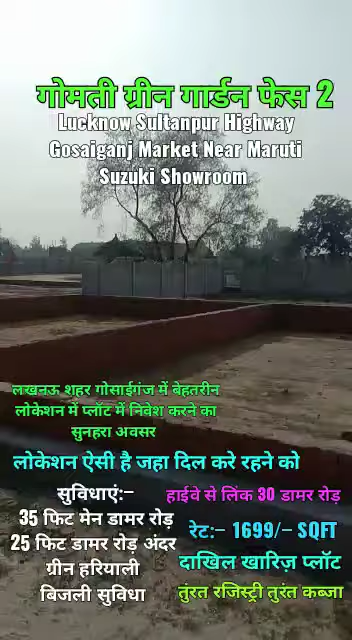 गोमती ग्रीन गार्डन फेस 2
Lucknow Sultanpur Highway
Gosaiganj Market Near Maruti
Suzuki Showroom
लखनऊ शहर गोसाईगंज में बेहतरीन
लोकेशन में प्लॉट में निवेश करने का
सुनहरा अवसर
लोकेशन ऐसी है जहा दिल करे रहने को
सुविधाएं:–
35 फिट मेन डामर रोड़
25 फिट डामर रोड़ अंदर
ग्रीन हरियाली
बिजली सुविधा
हाईवे से लिंक 30 डामर रोड़
रेट:– 1699/– SQFT
दाखिल खारिज़ प्लॉट
तुंरत रजिस्ट्री तुरंत कब्जा